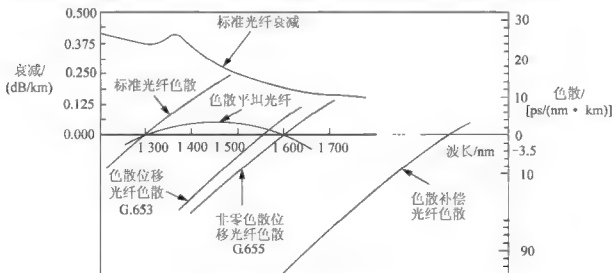 0.500
0.375
0.250
0.125
0.000
衰减/
(dB/km)
标准光纤衰减
标准光纤色散
色散平坦光纤
30
20
10
0
-3.5
10
90
色散/
[ps/(nm·km)]
1 300
1 400
1 500
1 600
1 700
波长/nm
色散位移
光纤色散
G.653
非零色散位
移光纤色散
G.655
色散补偿
光纤色散